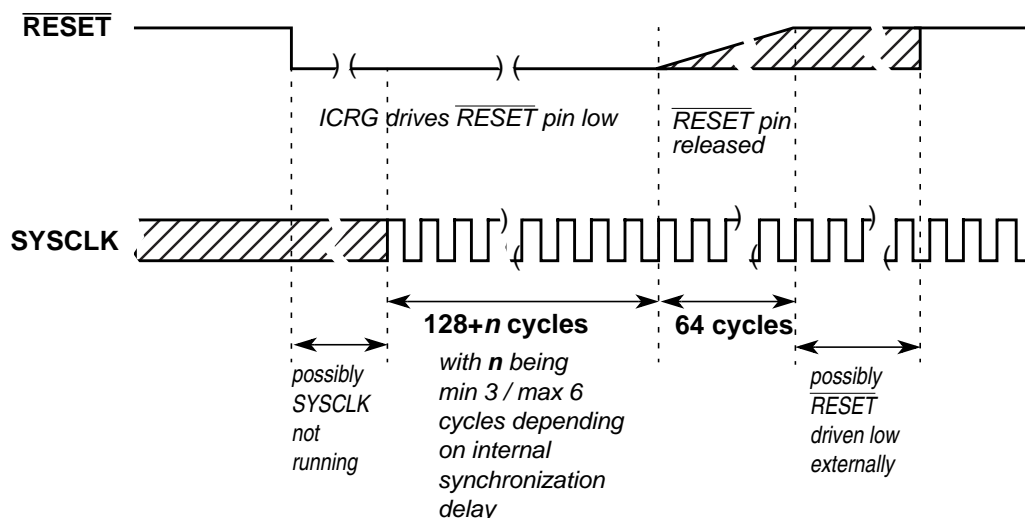 RESET
ICRG drives RESET pin low
RESET pin
released
SYSCLK
128+n cycles
64 cycles
with n being
min 3 / max 6
cycles depending
on internal
synchronization
delay
possibly
SYSCLK
not
running
possibly
RESET
driven low
externally